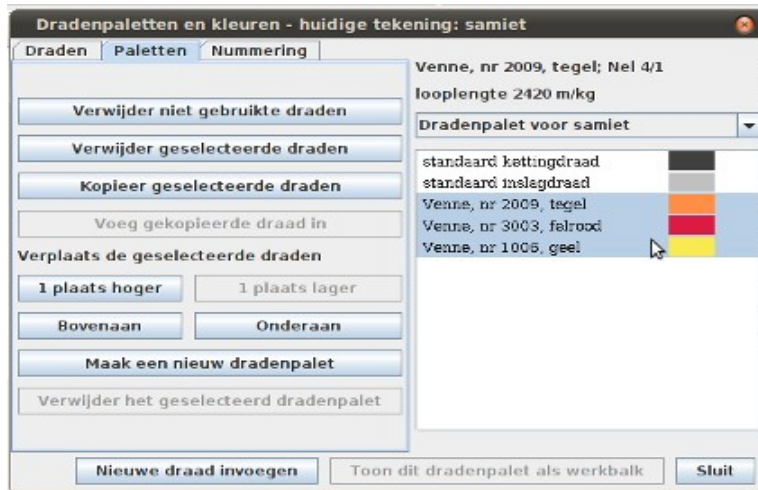 Dradenpaletten en kleuren - huidige tekening: samiet
Draden Paletten Nummering
Verwijder niet gebruikte draden
Verwijder geselecteerde draden
Kopieer geselecteerde draden
Voeg gekopieerde draad in
Verplaats de geselecteerde draden
1 plaats hoger 1 plaats lager
Bovenaan Onderaan
Maak een nieuw dradenpalet
Verwijder het geselecteerd dradenpalet
Venne, nr 2009, tegel; Nel 4/1
looplengte 2420 m/kg
Dradenpalet voor samiet
standaard kettingdraad
standaard inslagdraad
Venne, nr 2009, tegel
Venne, nr 3003, felrood
Venne, nr 1006, geel
Nieuwe draad invoegen Toon dit dradenpalet als werkbalk Sluit